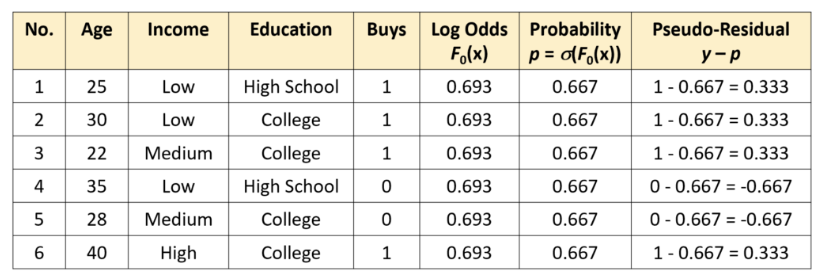 No. Age Income Education Buys Log Odds F₀(x) Probability p = σ(F₀(x)) Pseudo-Residual y – p
1 25 Low High School 1 0.693 0.667 1 - 0.667 = 0.333
2 30 Low College 1 0.693 0.667 1 - 0.667 = 0.333
3 22 Medium College 1 0.693 0.667 1 - 0.667 = 0.333
4 35 Low High School 0 0.693 0.667 0 - 0.667 = -0.667
5 28 Medium College 0 0.693 0.667 0 - 0.667 = -0.667
6 40 High College 1 0.693 0.667 1 - 0.667 = 0.333